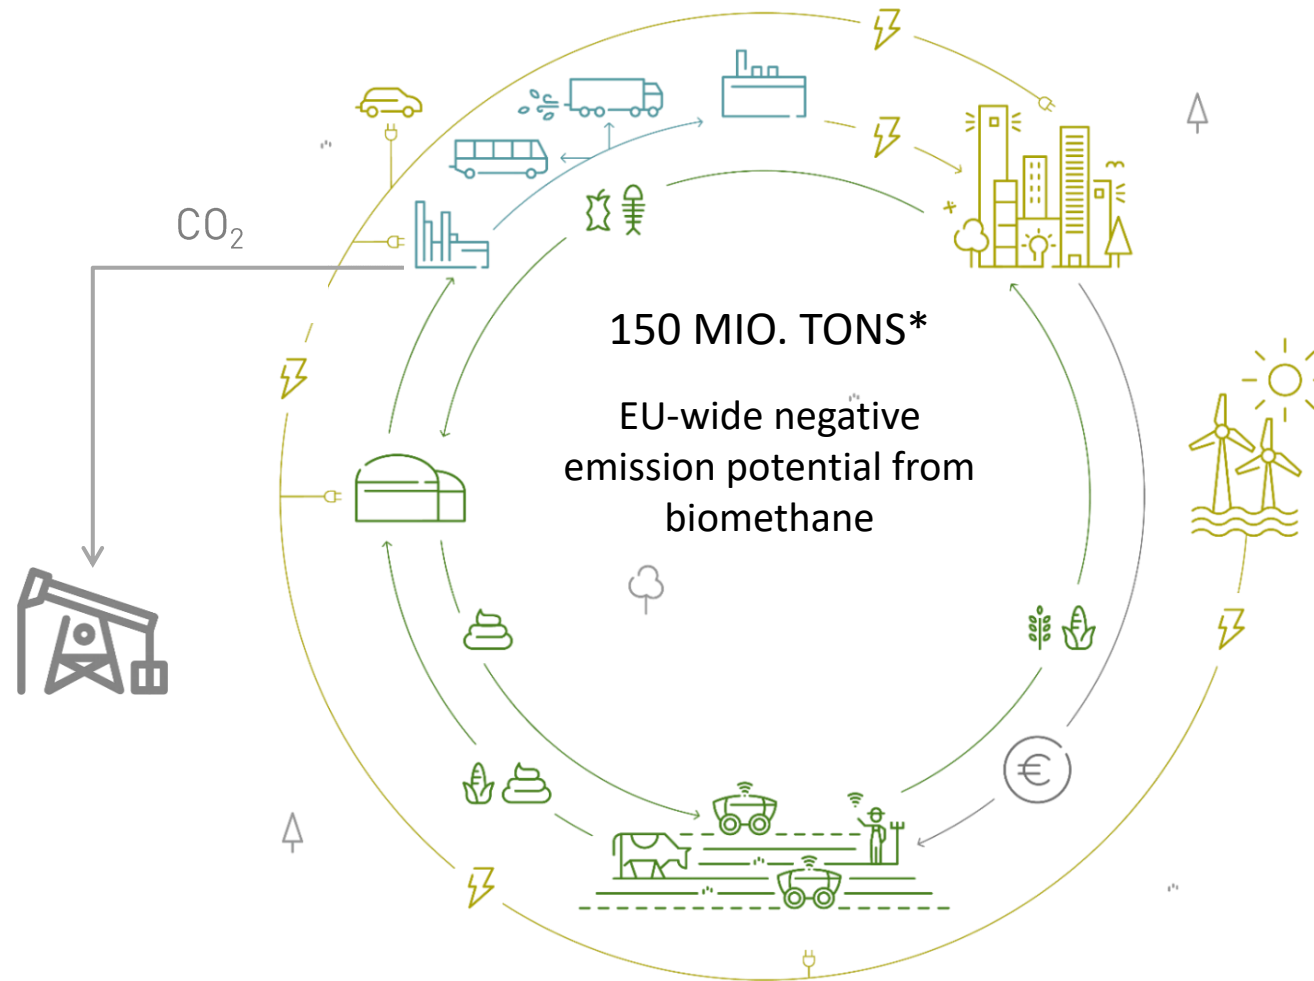 CO₂
150 MIO. TONS*
EU-wide negative
emission potential from
biomethane
€